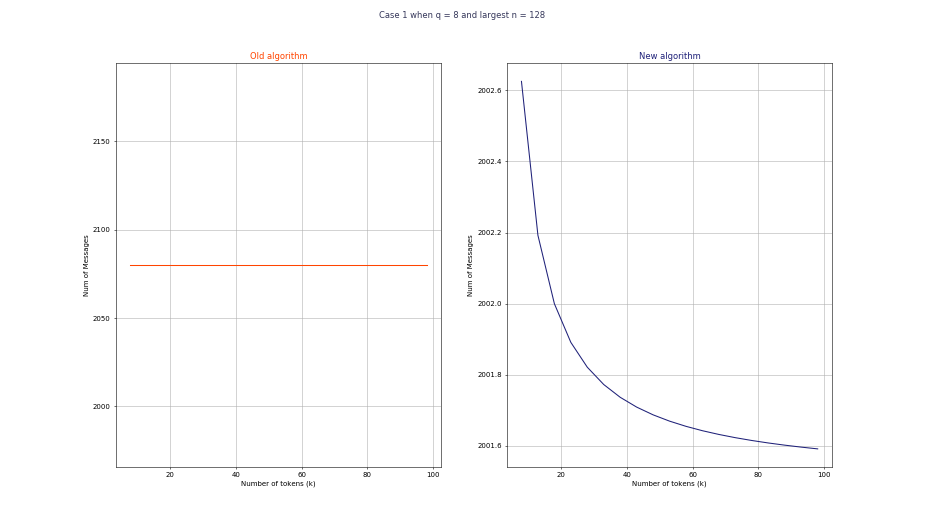 Case 1 when q = 8 and largest n = 128
Old algorithm
2150
2100
2050
2000
Num of Messages
20 40 60 80 100
Number of tokens (k)
New algorithm
2002.6
2002.4
2002.2
2002.0
2001.8
2001.6
Num of Messages
20 40 60 80 100
Number of tokens (k)